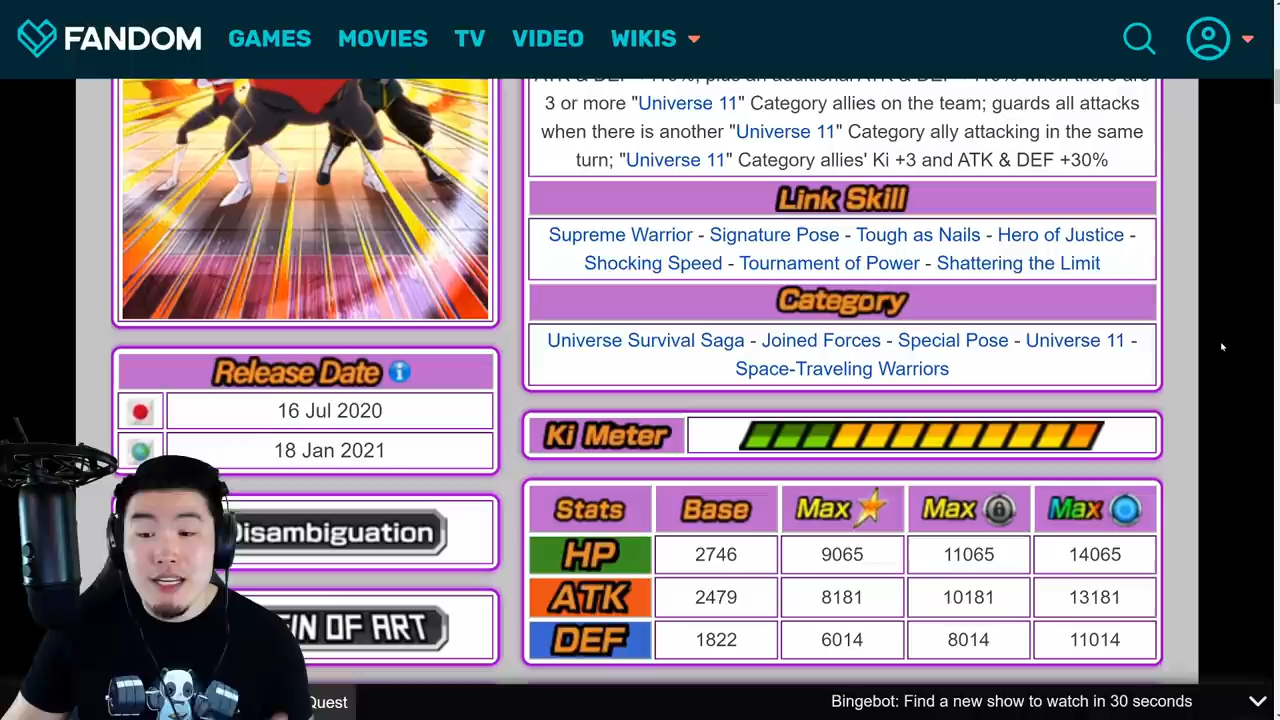 FANDOM GAMES MOVIES TV VIDEO WIKIS
3 or more "Universe 11" Category allies on the team; guards all attacks
when there is another "Universe 11" Category ally attacking in the same
turn; "Universe 11" Category allies' Ki +3 and ATK & DEF +30%
Link Skill
Supreme Warrior - Signature Pose - Tough as Nails - Hero of Justice -
Shocking Speed - Tournament of Power - Shattering the Limit
Category
Universe Survival Saga - Joined Forces - Special Pose - Universe 11 -
Space-Traveling Warriors
Release Date
16 Jul 2020
18 Jan 2021
Disambiguation
OF ART
Ki Meter
Stats Base Max Max Max
HP 2746 9065 11065 14065
ATK 2479 8181 10181 13181
DEF 1822 6014 8014 11014
Quest
Bingebot: Find a new show to watch in 30 seconds